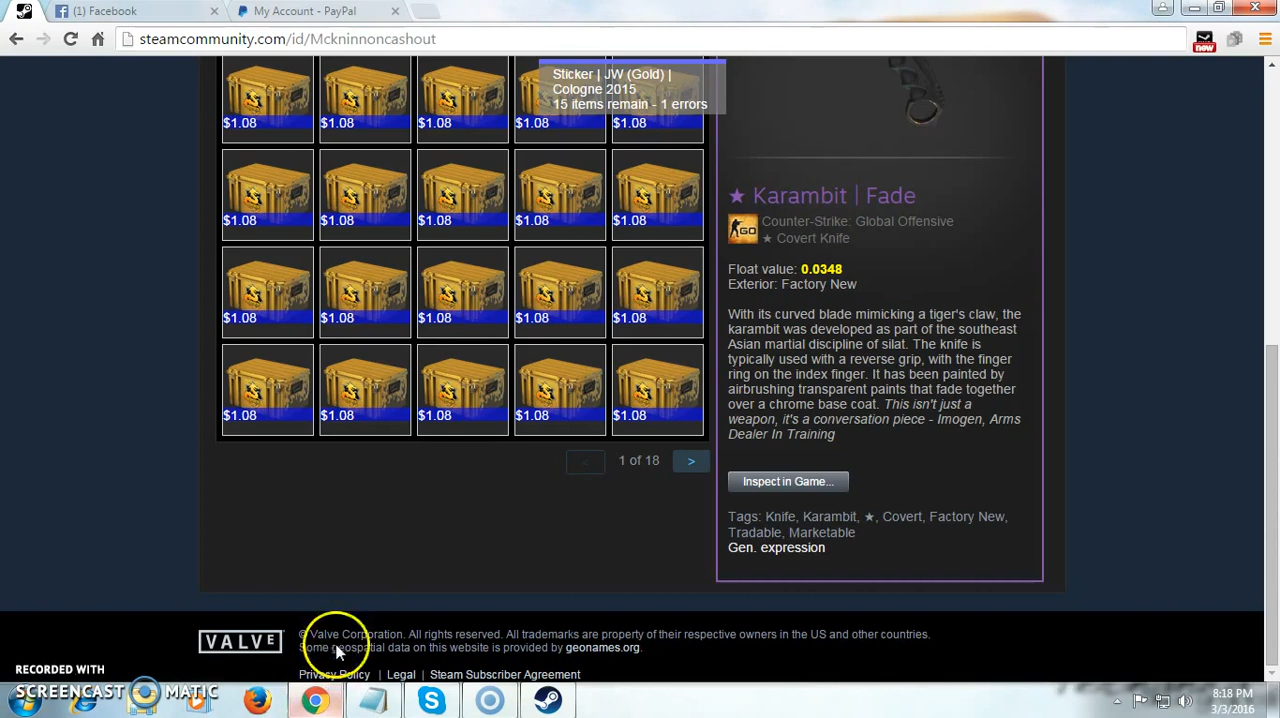 Facebook
My Account - PayPal
steamcommunity.com/id/Mckninnoncashout
new
Sticker | JW (Gold) |
Cologne 2015
15 items remain - 1 errors
$1.08 $1.08 $1.08 $1.08 $1.08
$1.08 $1.08 $1.08 $1.08 $1.08
$1.08 $1.08 $1.08 $1.08 $1.08
$1.08 $1.08 $1.08 $1.08 $1.08
< 1 of 18 >
★ Karambit | Fade
GO
Counter-Strike: Global Offensive
★ Covert Knife
Float value: 0.0348
Exterior: Factory New
With its curved blade mimicking a tiger's claw, the
karambit was developed as part of the southeast
Asian martial discipline of silat. The knife is
typically used with a reverse grip, with the finger
ring on the index finger. It has been painted by
airbrushing transparent paints that fade together
over a chrome base coat. This isn't just a
weapon, it's a conversation piece - Imogen, Arms
Dealer In Training
Inspect in Game...
Tags: Knife, Karambit, ★, Covert, Factory New,
Tradable, Marketable
Gen. expression
VALVE
© Valve Corporation. All rights reserved. All trademarks are property of their respective owners in the US and other countries.
Some geospatial data on this website is provided by geonames.org.
Privacy Policy | Legal | Steam Subscriber Agreement
RECORDED WITH
SCREENCAST MATIC
8:18 PM
3/3/2016